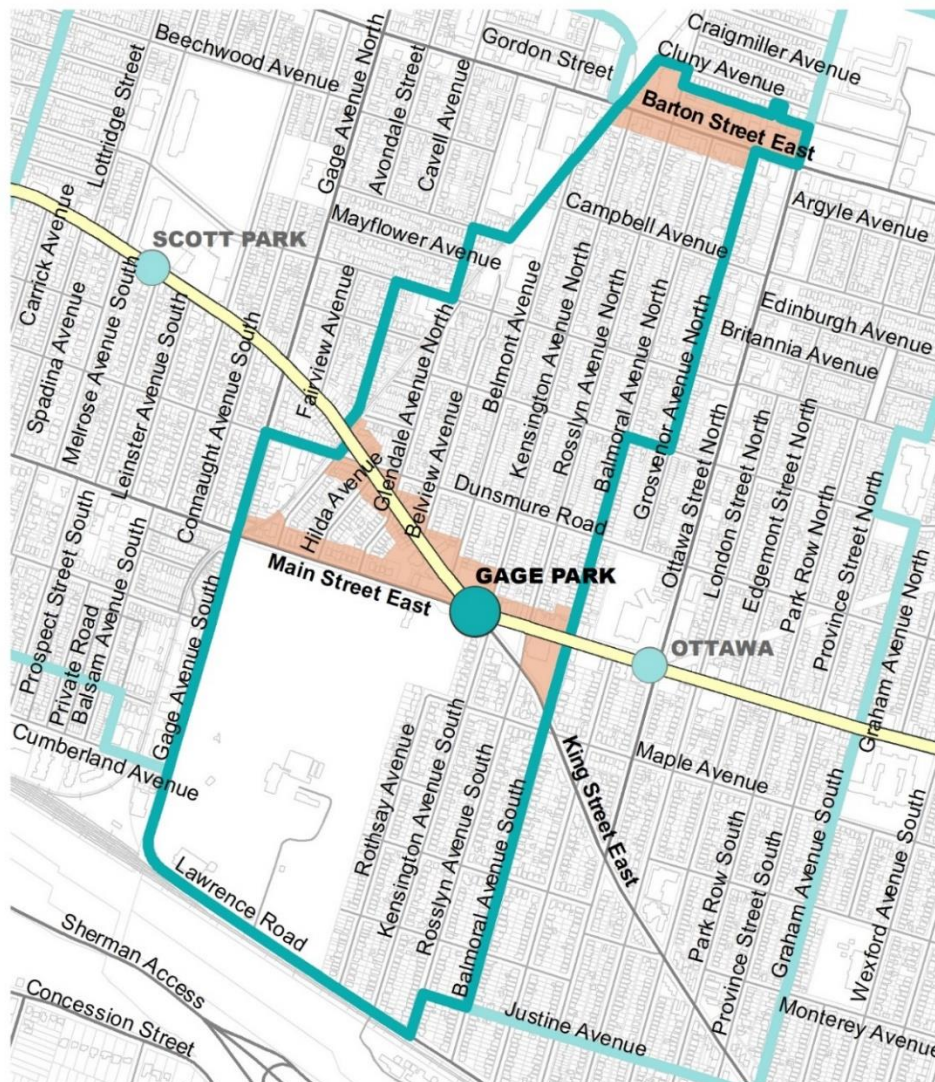 Craigmiller Avenue
Cluny Avenue
Gordon Street
Beechwood Avenue
Lottridge Street
Gage Avenue North
Avondale Street
Cavell Avenue
Barton Street East
Argyle Avenue
Campbell Avenue
Mayflower Avenue
SCOTT PARK
Carrick Avenue
Spadina Avenue
Melrose Avenue South
Leinster Avenue South
Connaught Avenue South
Fairview Avenue
Glendale Avenue North
Belview Avenue
Belmont Avenue
Kensington Avenue North
Rosslyn Avenue North
Balmoral Avenue North
Grosvenor Avenue North
Edinburgh Avenue
Britannia Avenue
Hilda Avenue
Dunsmure Road
Ottawa Street North
London Street North
Edgemont Street North
Park Row North
Province Street North
Graham Avenue North
Main Street East
GAGE PARK
OTTAWA
Prospect Street South
Private Road
Balsam Avenue South
Gage Avenue South
Cumberland Avenue
Rothsay Avenue
Kensington Avenue South
Rosslyn Avenue South
Balmoral Avenue South
King Street East
Maple Avenue
Park Row South
Province Street South
Graham Avenue South
Wexford Avenue South
Lawrence Road
Sherman Access
Concession Street
Justine Avenue
Monterey Avenue